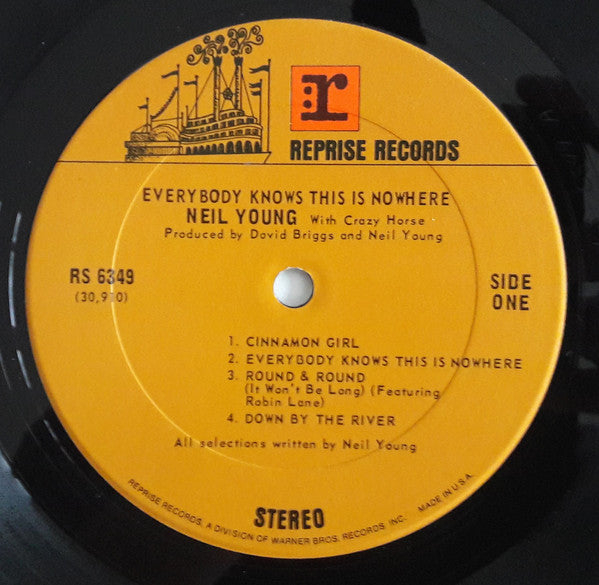 r
REPRISE RECORDS
EVERYBODY KNOWS THIS IS NOWHERE
NEIL YOUNG With Crazy Horse
Produced by David Briggs and Neil Young
RS 6349
(30,910)
SIDE
ONE
1. CINNAMON GIRL
2. EVERYBODY KNOWS THIS IS NOWHERE
3. ROUND & ROUND
(It Won't Be Long) (Featuring
Robin Lane)
4. DOWN BY THE RIVER
All selections written by Neil Young
STEREO
REPRISE RECORDS, A DIVISION OF WARNER BROS. RECORDS, INC. MADE IN U.S.A.